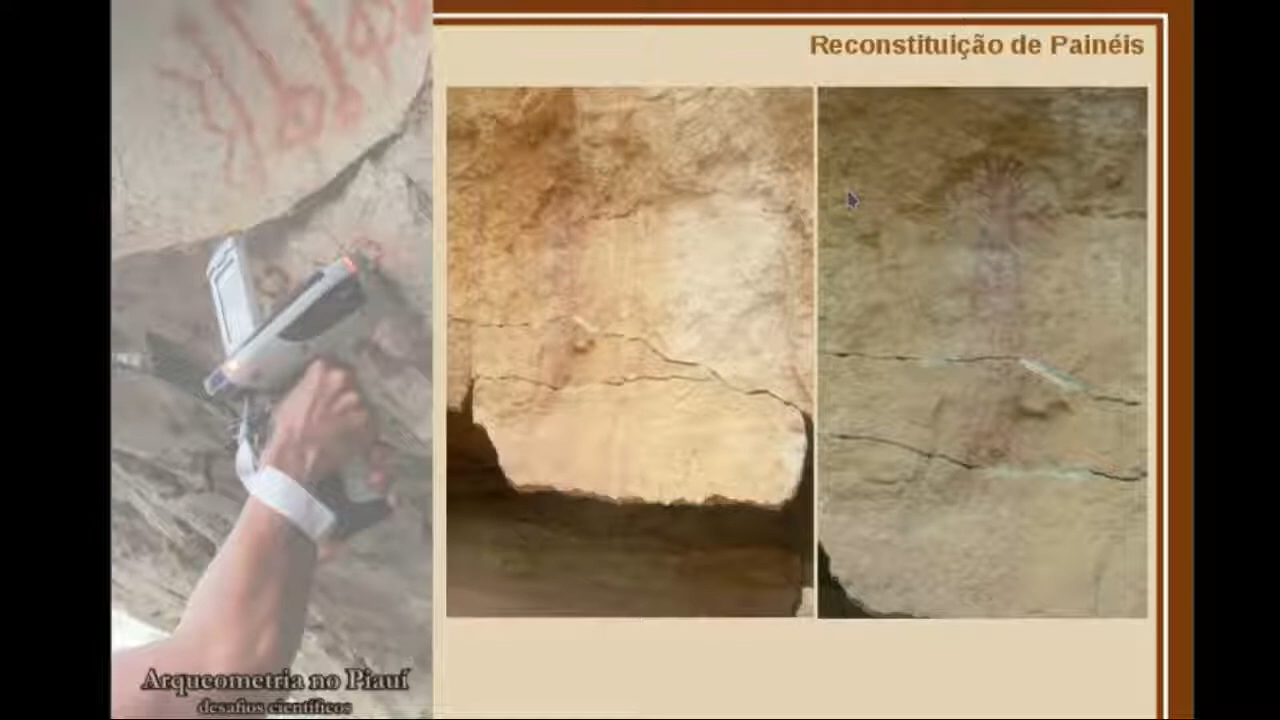 Reconstituição de Painéis
Arqueometria no Piauí
desafios científicos